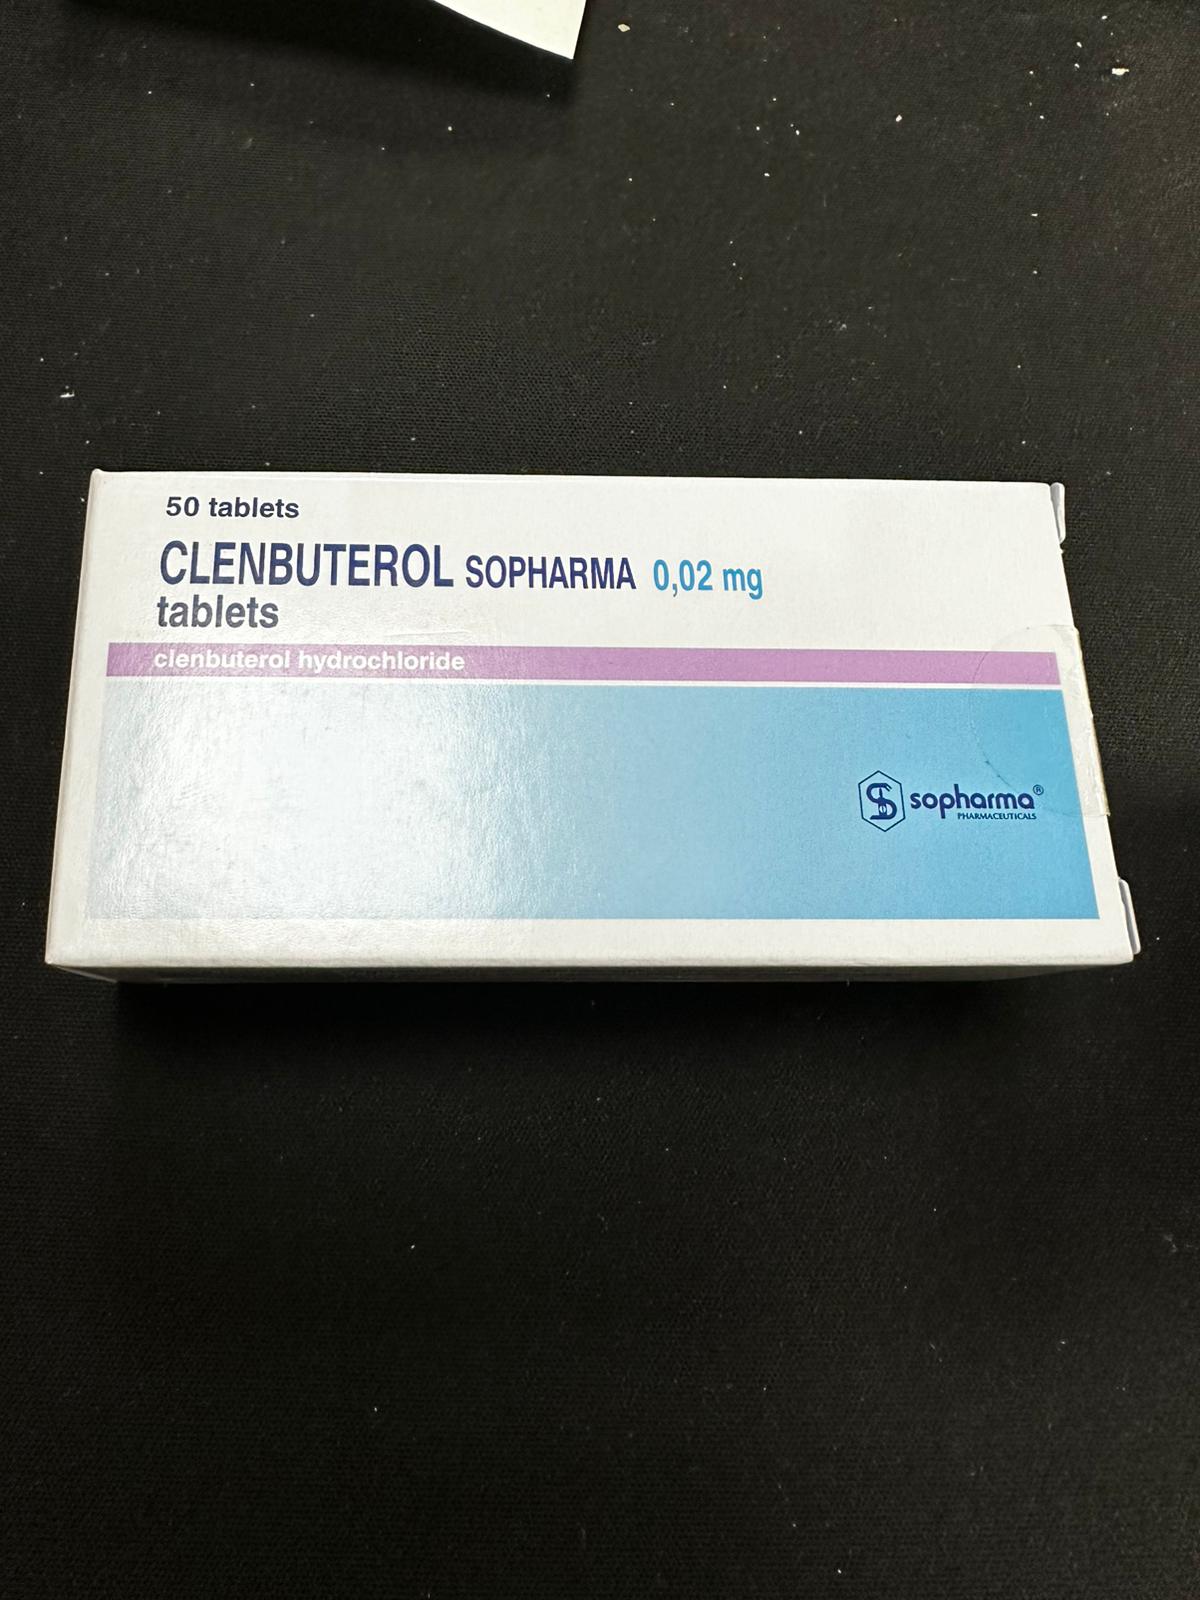 50 tablets
CLENBUTEROL SOPHARMA 0,02 mg
tablets
clenbuterol hydrochloride
sopharma®
PHARMACEUTICALS